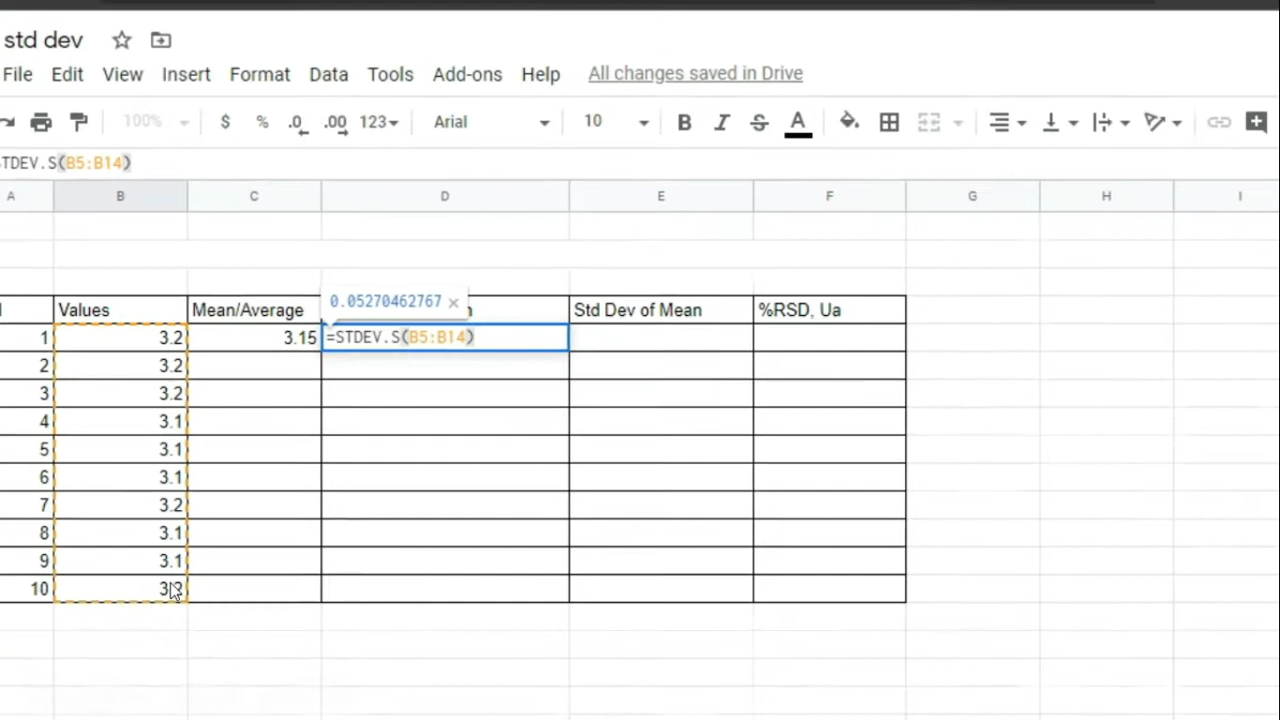 std dev
File Edit View Insert Format Data Tools Add-ons Help All changes saved in Drive
100% $ % .0 .00 123 Arial 10 B I S A
TDEV.S(B5:B14)
A B C D E F G H I
0.05270462767 ×
Values Mean/Average n Std Dev of Mean %RSD, Ua
1 3.2 3.15 =STDEV.S(B5:B14)
2 3.2
3 3.2
4 3.1
5 3.1
6 3.1
7 3.2
8 3.1
9 3.1
10